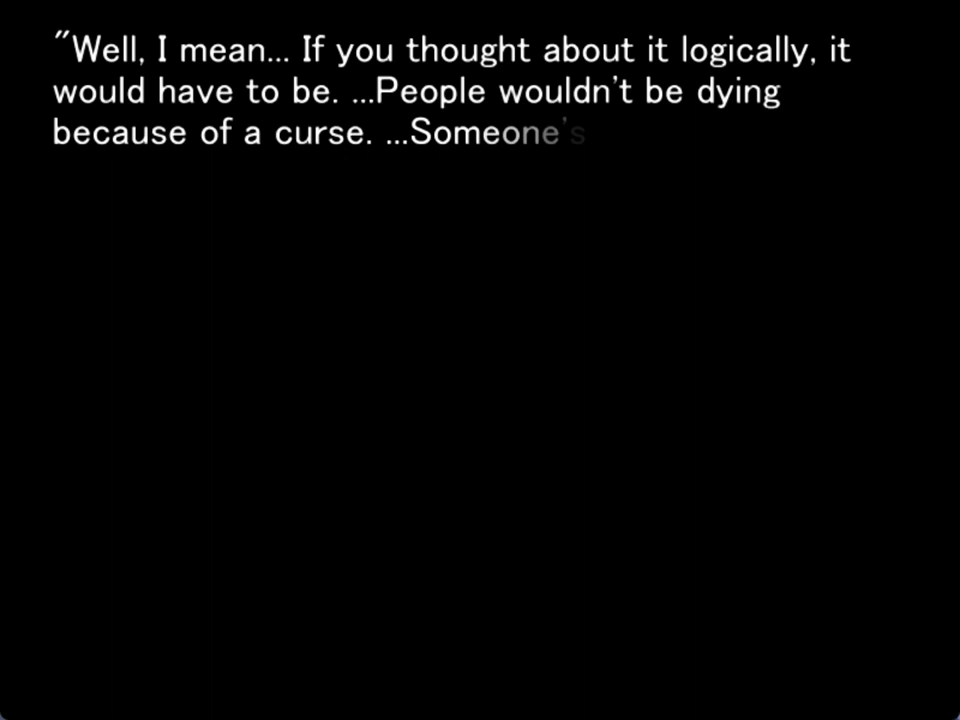 "Well, I mean... If you thought about it logically, it
would have to be. ...People wouldn't be dying
because of a curse. ...Someone's